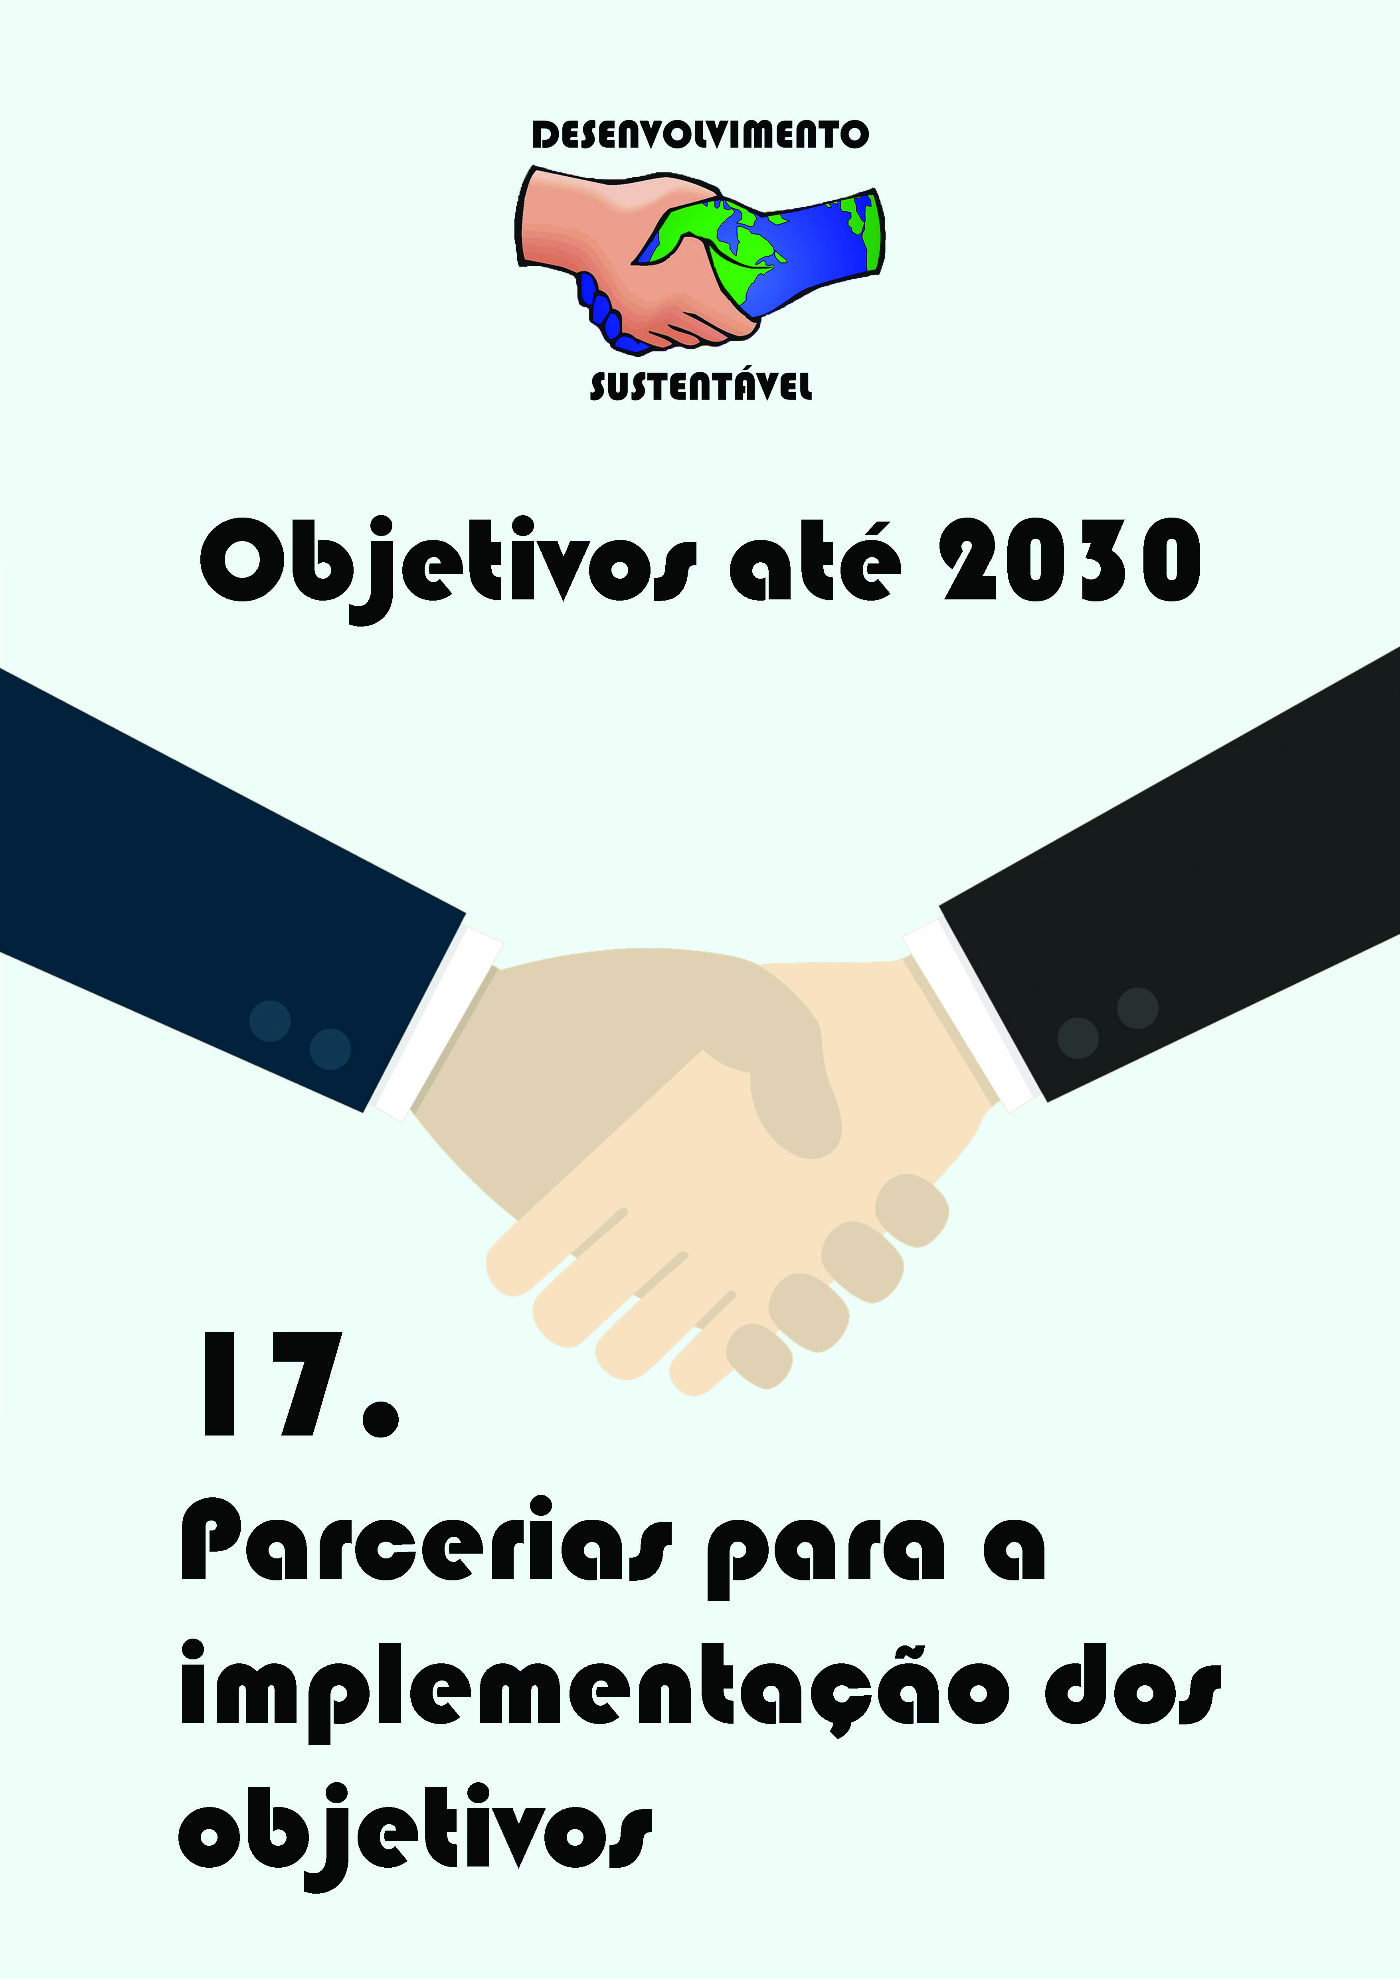 DESENVOLVIMENTO
SUSTENTÁVEL
Objetivos até 2030
17.
Parcerias para a
implementação dos
objetivos